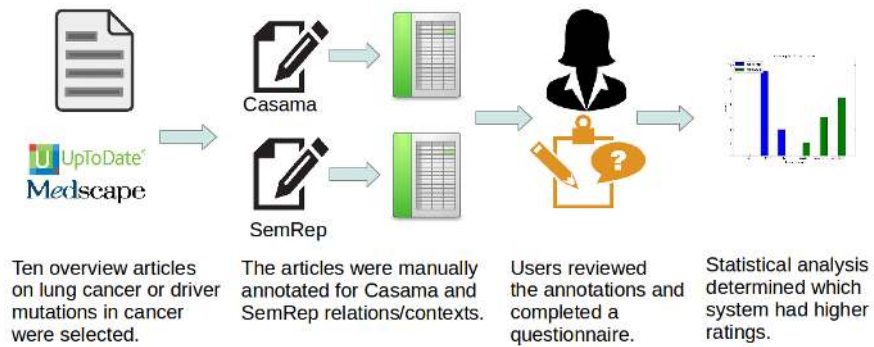 Casama
UpToDate
Medscape
SemRep
?
Ten overview articles
on lung cancer or driver
mutations in cancer
were selected.
The articles were manually
annotated for Casama and
SemRep relations/contexts.
Users reviewed
the annotations and
completed a
questionnaire.
Statistical analysis
determined which
system had higher
ratings.